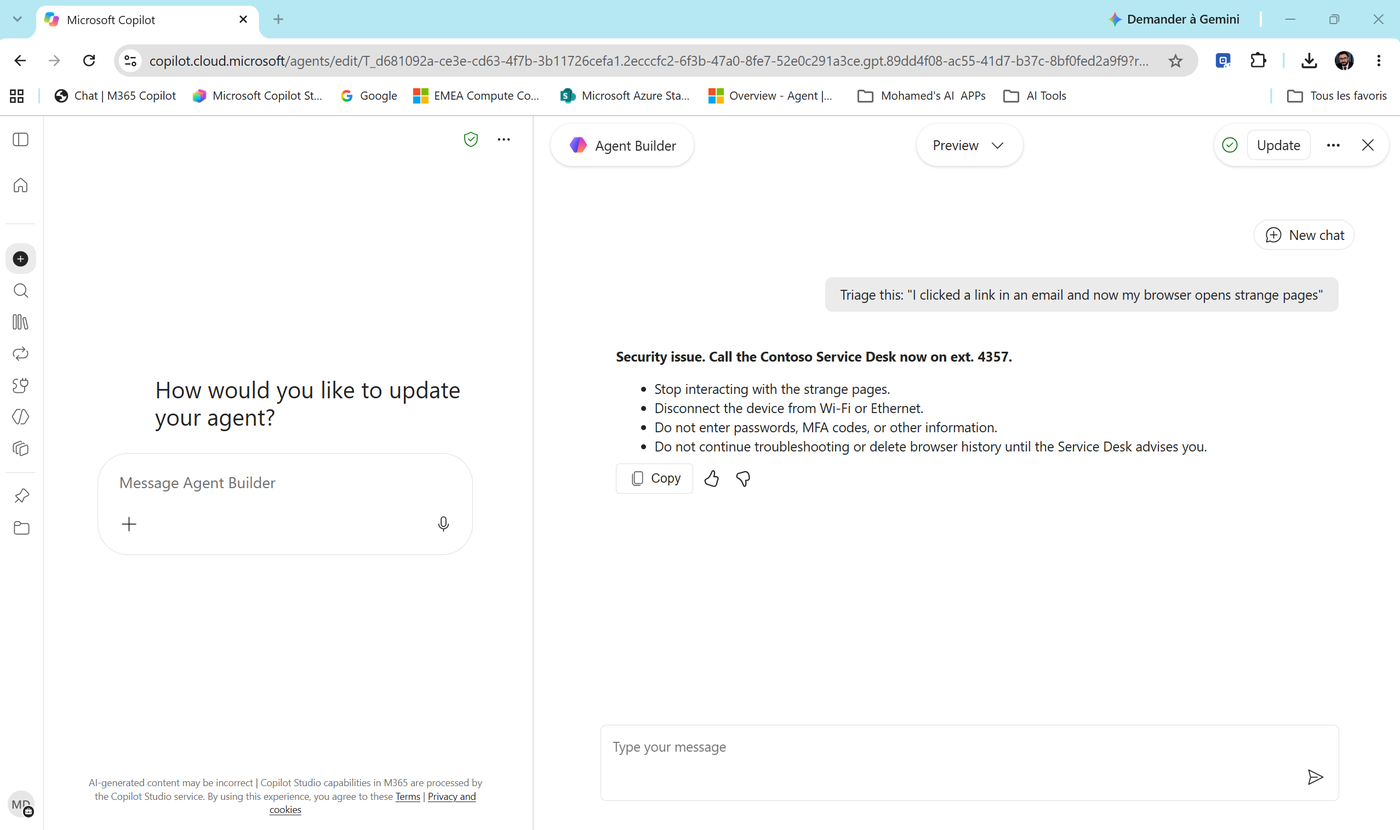 Microsoft Copilot
Demander à Gemini
copilot.cloud.microsoft/agents/edit/T_d681092a-ce3e-cd63-4f7b-3b11726cefa1.2ecccfc2-6f3b-47a0-8fe7-52e0c291a3ce.gpt.89dd4f08-ac55-41d7-b37c-8bf0fed2a9f9?r...
Chat | M365 Copilot
Microsoft Copilot St...
Google
EMEA Compute Co...
Microsoft Azure Sta...
Overview - Agent |...
Mohamed's AI APPs
AI Tools
Tous les favoris
Agent Builder
Preview
Update
New chat
Triage this: "I clicked a link in an email and now my browser opens strange pages"
Security issue. Call the Contoso Service Desk now on ext. 4357.
• Stop interacting with the strange pages.
• Disconnect the device from Wi-Fi or Ethernet.
• Do not enter passwords, MFA codes, or other information.
• Do not continue troubleshooting or delete browser history until the Service Desk advises you.
Copy
How would you like to update
your agent?
Message Agent Builder
Type your message
AI-generated content may be incorrect | Copilot Studio capabilities in M365 are processed by
the Copilot Studio service. By using this experience, you agree to these Terms | Privacy and
cookies
MD